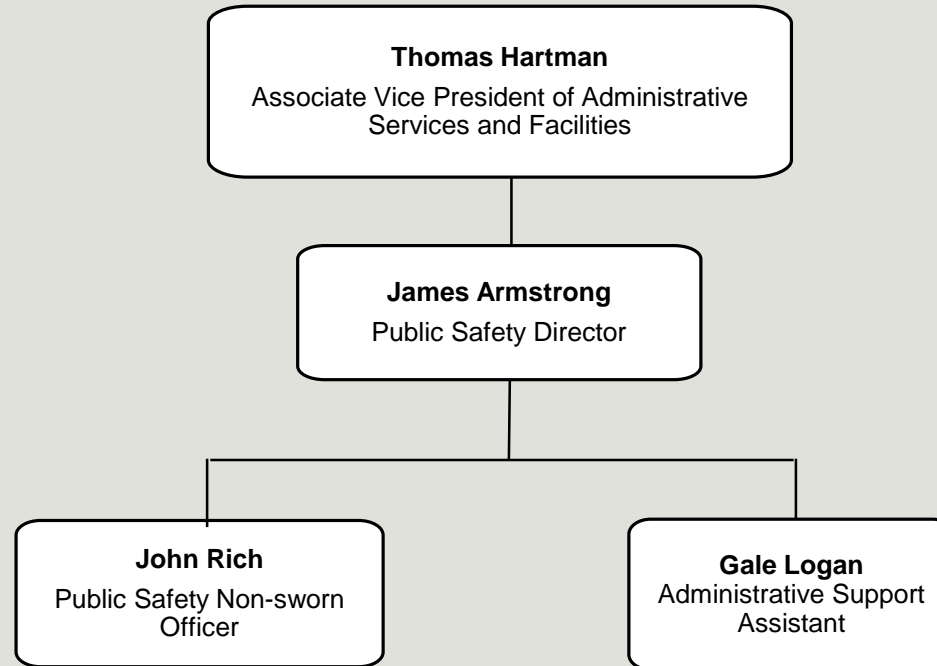 Thomas Hartman
Associate Vice President of Administrative
Services and Facilities
James Armstrong
Public Safety Director
John Rich
Public Safety Non-sworn
Officer
Gale Logan
Administrative Support
Assistant